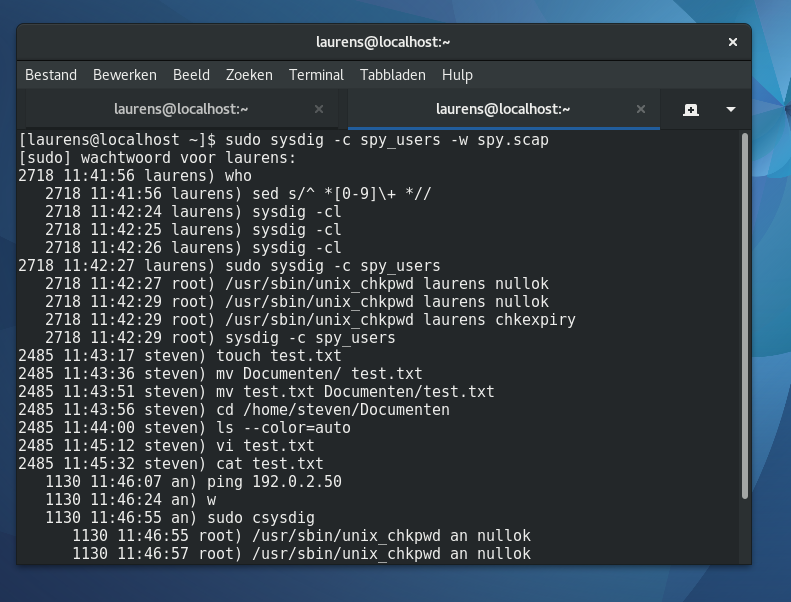 laurens@localhost:~
Bestand Bewerken Beeld Zoeken Terminal Tabbladen Hulp
laurens@localhost:~ laurens@localhost:~
[laurens@localhost ~]$ sudo sysdig -c spy_users -w spy.scap
[sudo] wachtwoord voor laurens:
2718 11:41:56 laurens) who
   2718 11:41:56 laurens) sed s/^ *[0-9]\+ *//
   2718 11:42:24 laurens) sysdig -cl
   2718 11:42:25 laurens) sysdig -cl
   2718 11:42:26 laurens) sysdig -cl
2718 11:42:27 laurens) sudo sysdig -c spy_users
   2718 11:42:27 root) /usr/sbin/unix_chkpwd laurens nullok
   2718 11:42:29 root) /usr/sbin/unix_chkpwd laurens nullok
   2718 11:42:29 root) /usr/sbin/unix_chkpwd laurens chkexpiry
   2718 11:42:29 root) sysdig -c spy_users
2485 11:43:17 steven) touch test.txt
2485 11:43:36 steven) mv Documenten/ test.txt
2485 11:43:51 steven) mv test.txt Documenten/test.txt
2485 11:43:56 steven) cd /home/steven/Documenten
2485 11:44:00 steven) ls --color=auto
2485 11:45:12 steven) vi test.txt
2485 11:45:32 steven) cat test.txt
   1130 11:46:07 an) ping 192.0.2.50
   1130 11:46:24 an) w
   1130 11:46:55 an) sudo csysdig
      1130 11:46:55 root) /usr/sbin/unix_chkpwd an nullok
      1130 11:46:57 root) /usr/sbin/unix_chkpwd an nullok